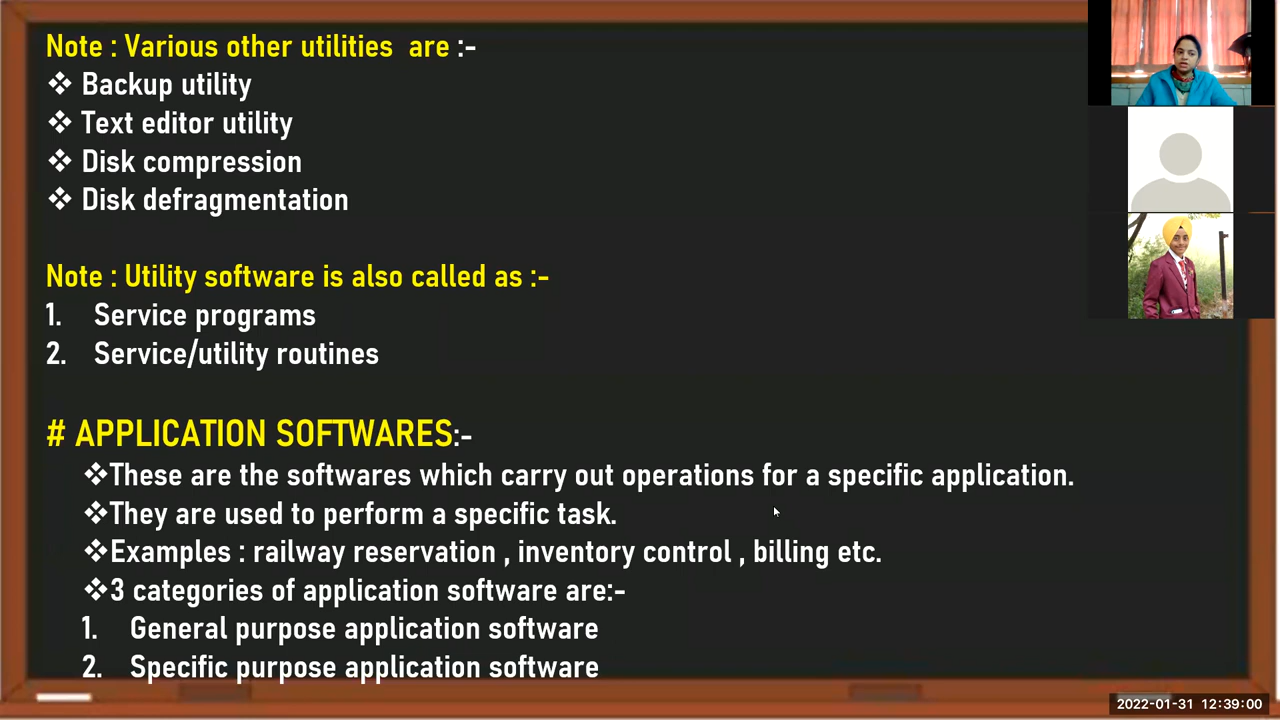 Note : Various other utilities are :-
❖ Backup utility
❖ Text editor utility
❖ Disk compression
❖ Disk defragmentation
Note : Utility software is also called as :-
1. Service programs
2. Service/utility routines
# APPLICATION SOFTWARES:-
❖These are the softwares which carry out operations for a specific application.
❖They are used to perform a specific task.
❖Examples : railway reservation , inventory control , billing etc.
❖3 categories of application software are:-
1. General purpose application software
2. Specific purpose application software
2022-01-31 12:39:00